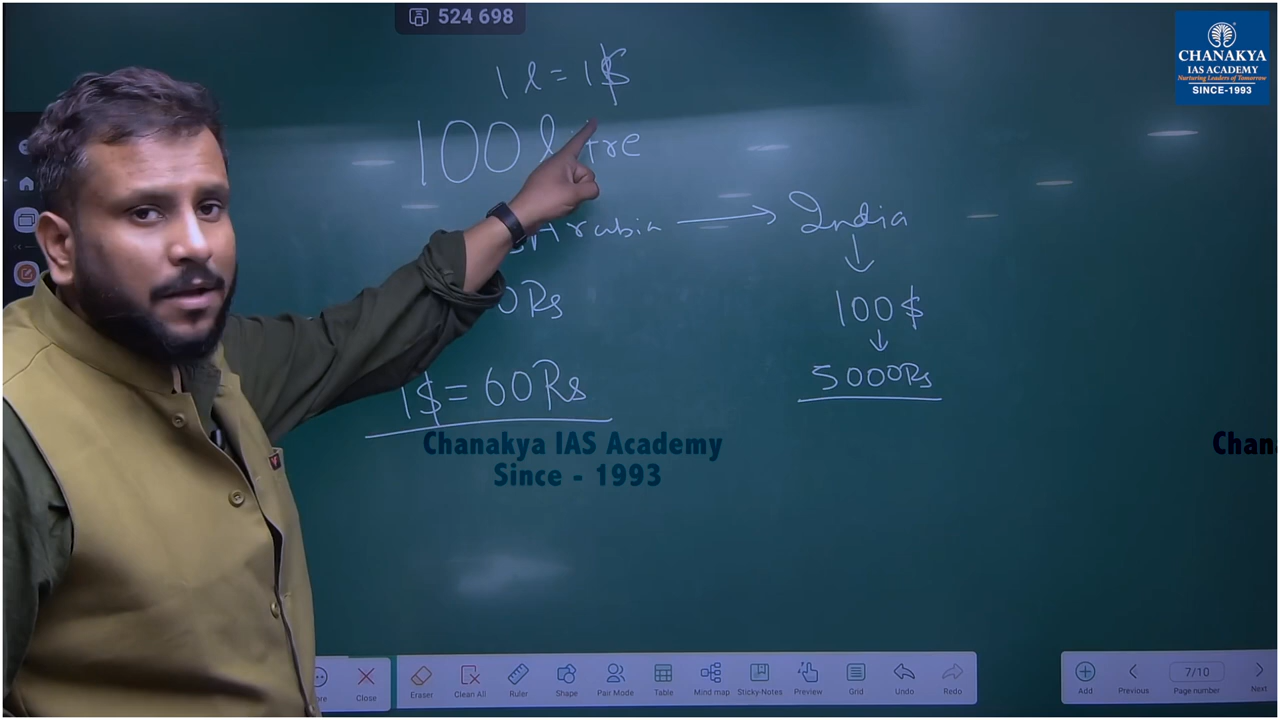 524 698
CHANAKYA
IAS ACADEMY
Nurturing Leaders of Tomorrow
SINCE-1993
1 l = 1$
100 litre
Arabia → India
↓
100$
↓
0Rs
5000Rs
1$ = 60Rs
Chanakya IAS Academy
Since - 1993
Chan
Close
Eraser
Clean All
Ruler
Shape
Pair Mode
Table
Mind map
Sticky-Notes
Preview
Grid
Undo
Redo
Add
Previous
7/10
Page number
Next